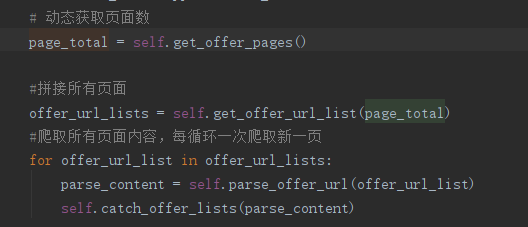 # 动态获取页面数
page_total = self.get_offer_pages()
#拼接所有页面
offer_url_lists = self.get_offer_url_list(page_total)
#爬取所有页面内容，每循环一次爬取新一页
for offer_url_list in offer_url_lists:
    parse_content = self.parse_offer_url(offer_url_list)
    self.catch_offer_lists(parse_content)